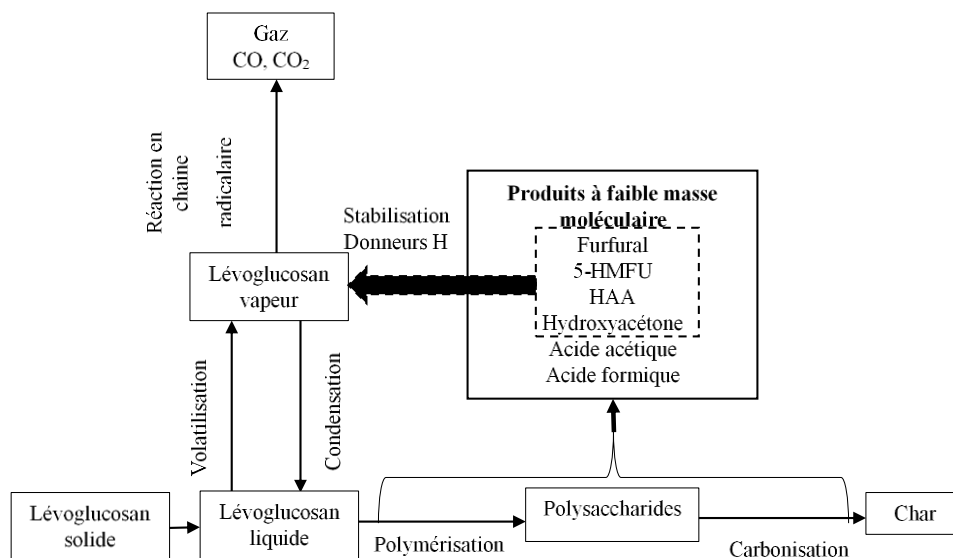 Gaz
CO, CO₂
Réaction en
chaine
radicalaire
Produits à faible masse
moléculaire
Furfural
5-HMFU
HAA
Hydroxyacétone
Acide acétique
Acide formique
Stabilisation
Donneurs H
Lévoglucosan
vapeur
Volatilisation
Condensation
Lévoglucosan
solide
Lévoglucosan
liquide
Polymérisation
Polysaccharides
Carbonisation
Char